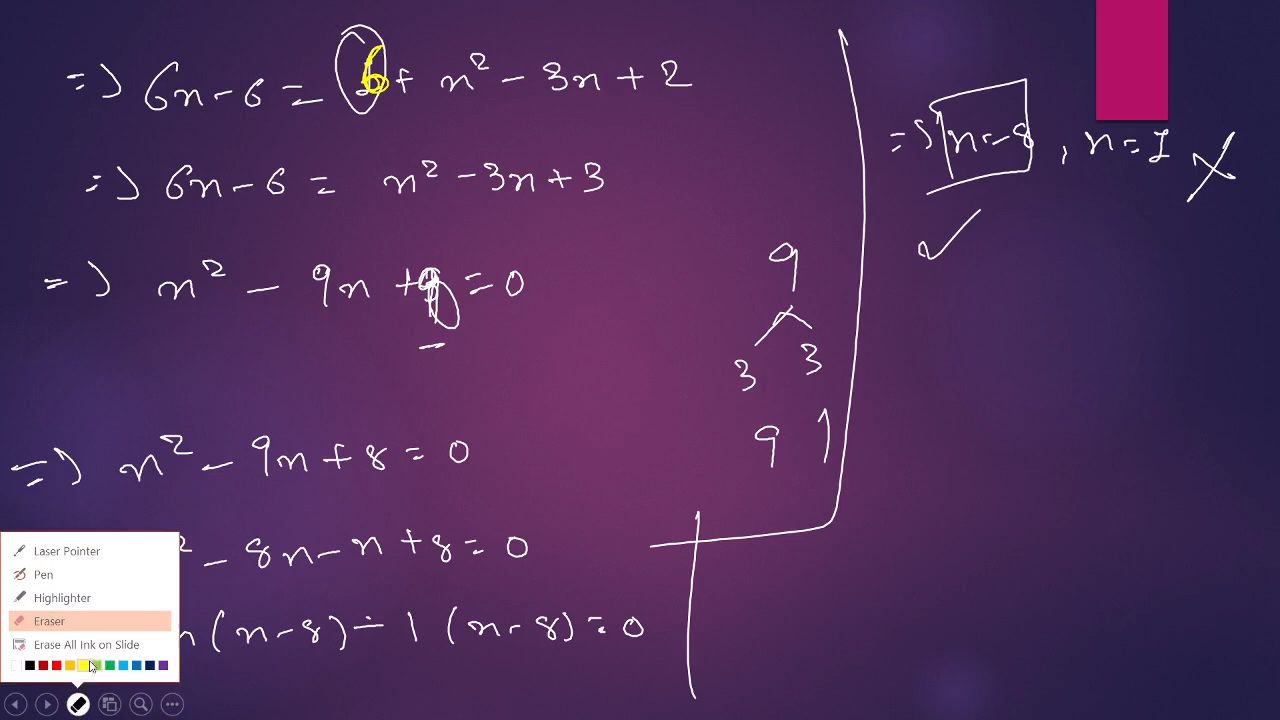 => 6n - 6 = 6 + n² - 3n + 2
=> 6n - 6 = n² - 3n + 3
=> n² - 9n + 9 = 0
=> n² - 9n + 8 = 0
² - 8n - n + 8 = 0
n (n - 8) - 1 (n - 8) = 0
9
3 3
9 1
=> n = 8 , n = 1
Laser Pointer
Pen
Highlighter
Eraser
Erase All Ink on Slide